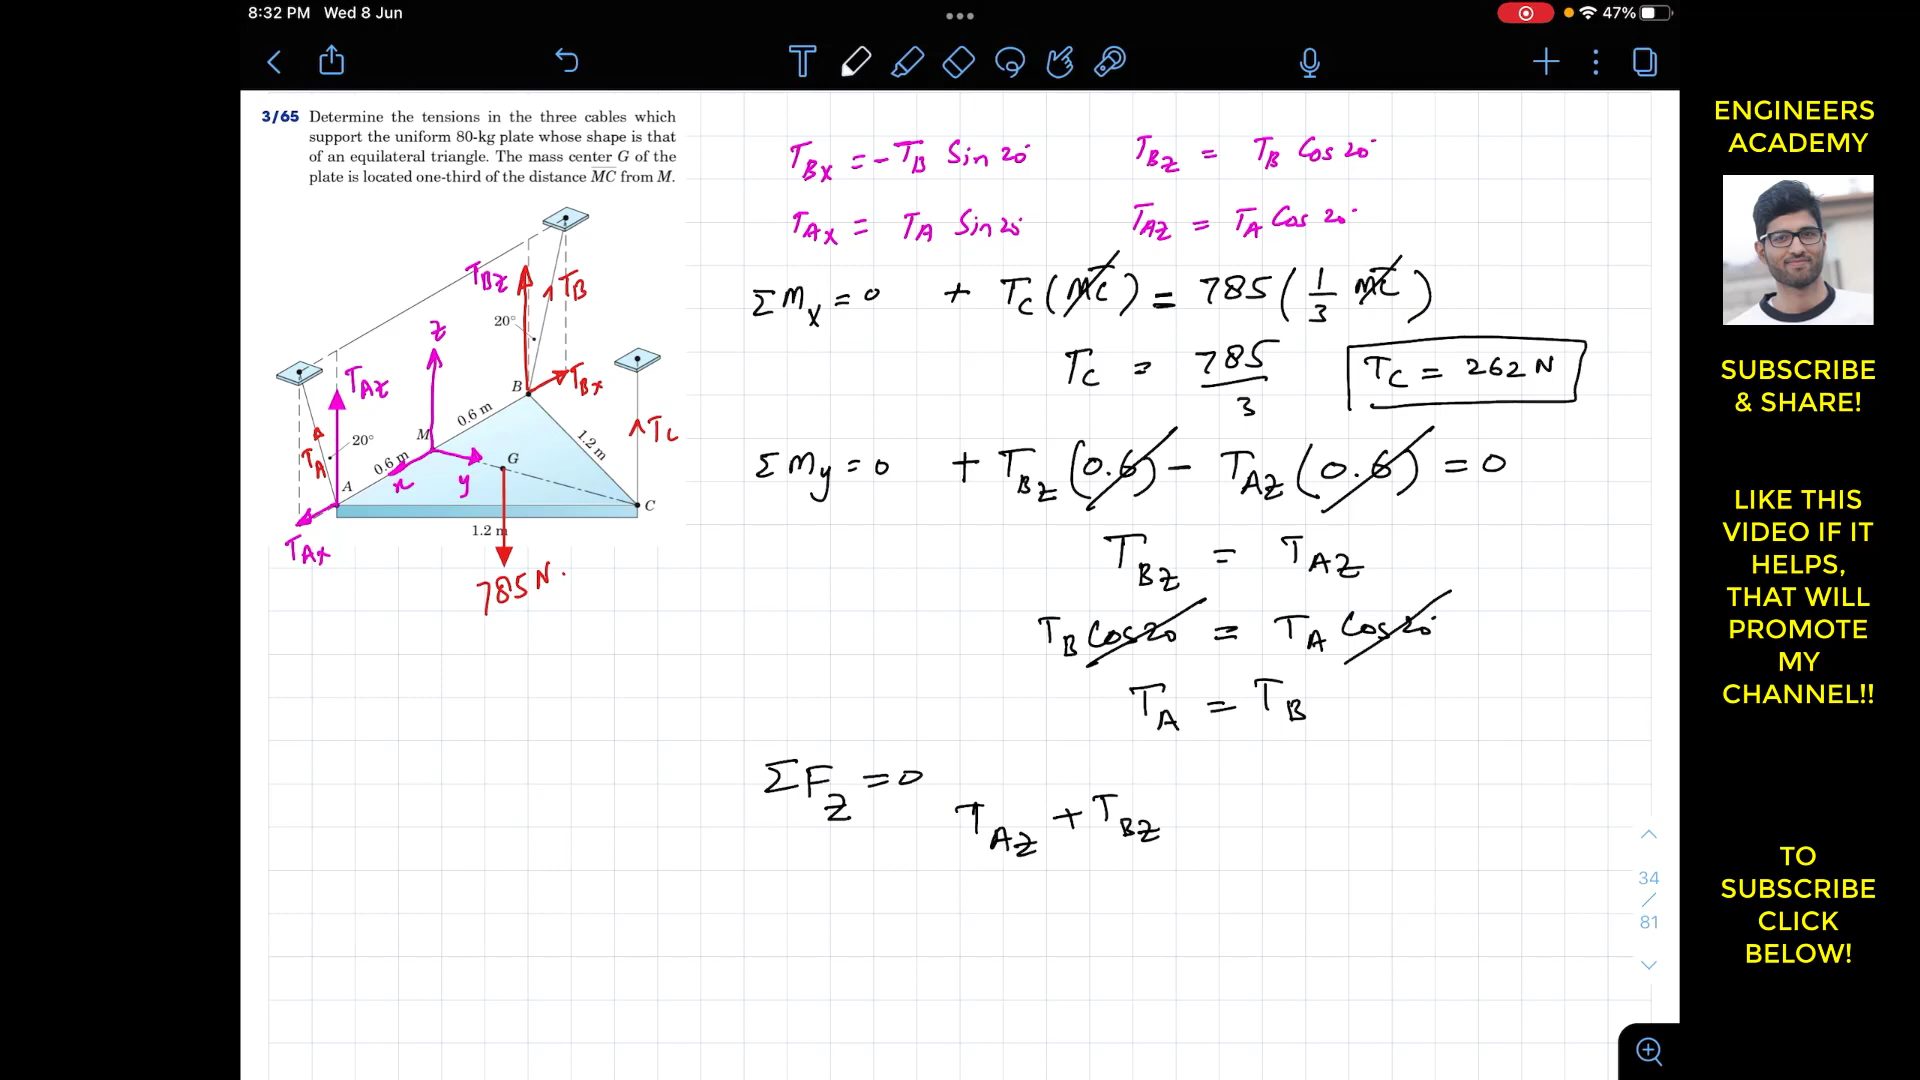 8:32 PM Wed 8 Jun
47%
3/65 Determine the tensions in the three cables which
support the uniform 80-kg plate whose shape is that
of an equilateral triangle. The mass center G of the
plate is located one-third of the distance MC from M.
T_Bz
T_B
20°
z
T_Bx
B
T_Az
0.6 m
M
1.2 m
T_C
20°
T_A
0.6 m
G
x
y
A
C
1.2 m
T_Ax
785 N.
T_Bx = - T_B Sin 20° T_Bz = T_B Cos 20°
T_Ax = T_A Sin 20° T_Az = T_A Cos 20°
ΣM_x = 0 + T_C (MC) = 785 (1/3 MC)
T_C = 785/3 T_C = 262 N
ΣM_y = 0 + T_Bz (0.6) - T_Az (0.6) = 0
T_Bz = T_Az
T_B Cos 20 = T_A Cos 20°
T_A = T_B
ΣF_z = 0
T_Az + T_Bz
34
/
81
ENGINEERS
ACADEMY
SUBSCRIBE
& SHARE!
LIKE THIS
VIDEO IF IT
HELPS,
THAT WILL
PROMOTE
MY
CHANNEL!!
TO
SUBSCRIBE
CLICK
BELOW!